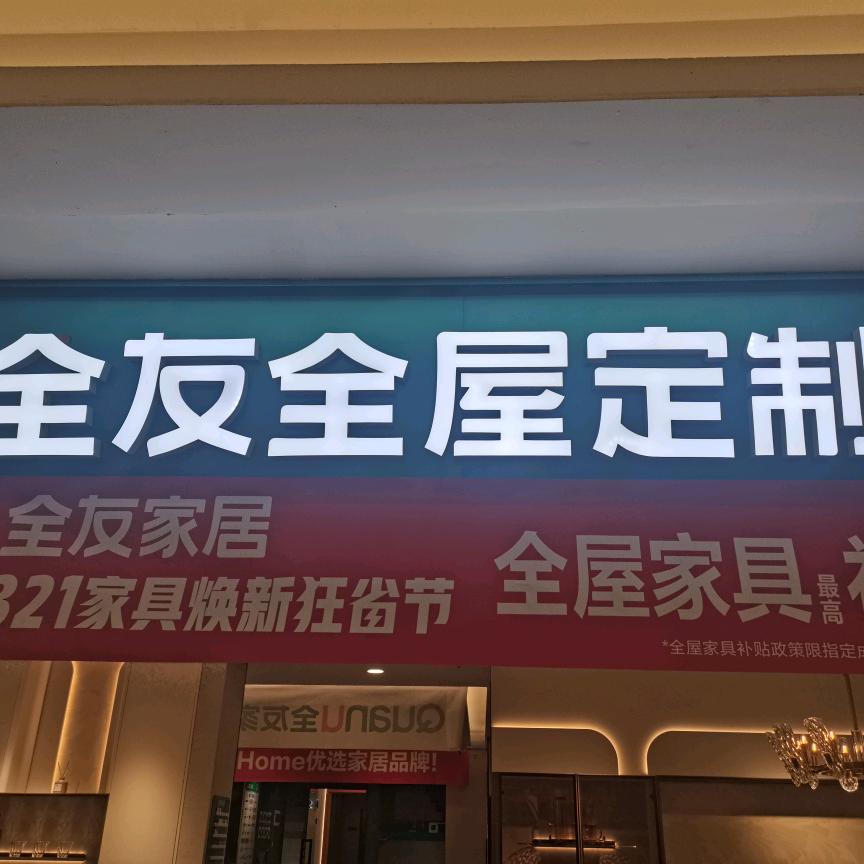 全友全屋定制
全友家居
321家具焕新狂省节
全屋家具最高补
*全屋家具补贴政策限指定
Quanu全友家
Home优选家居品牌!